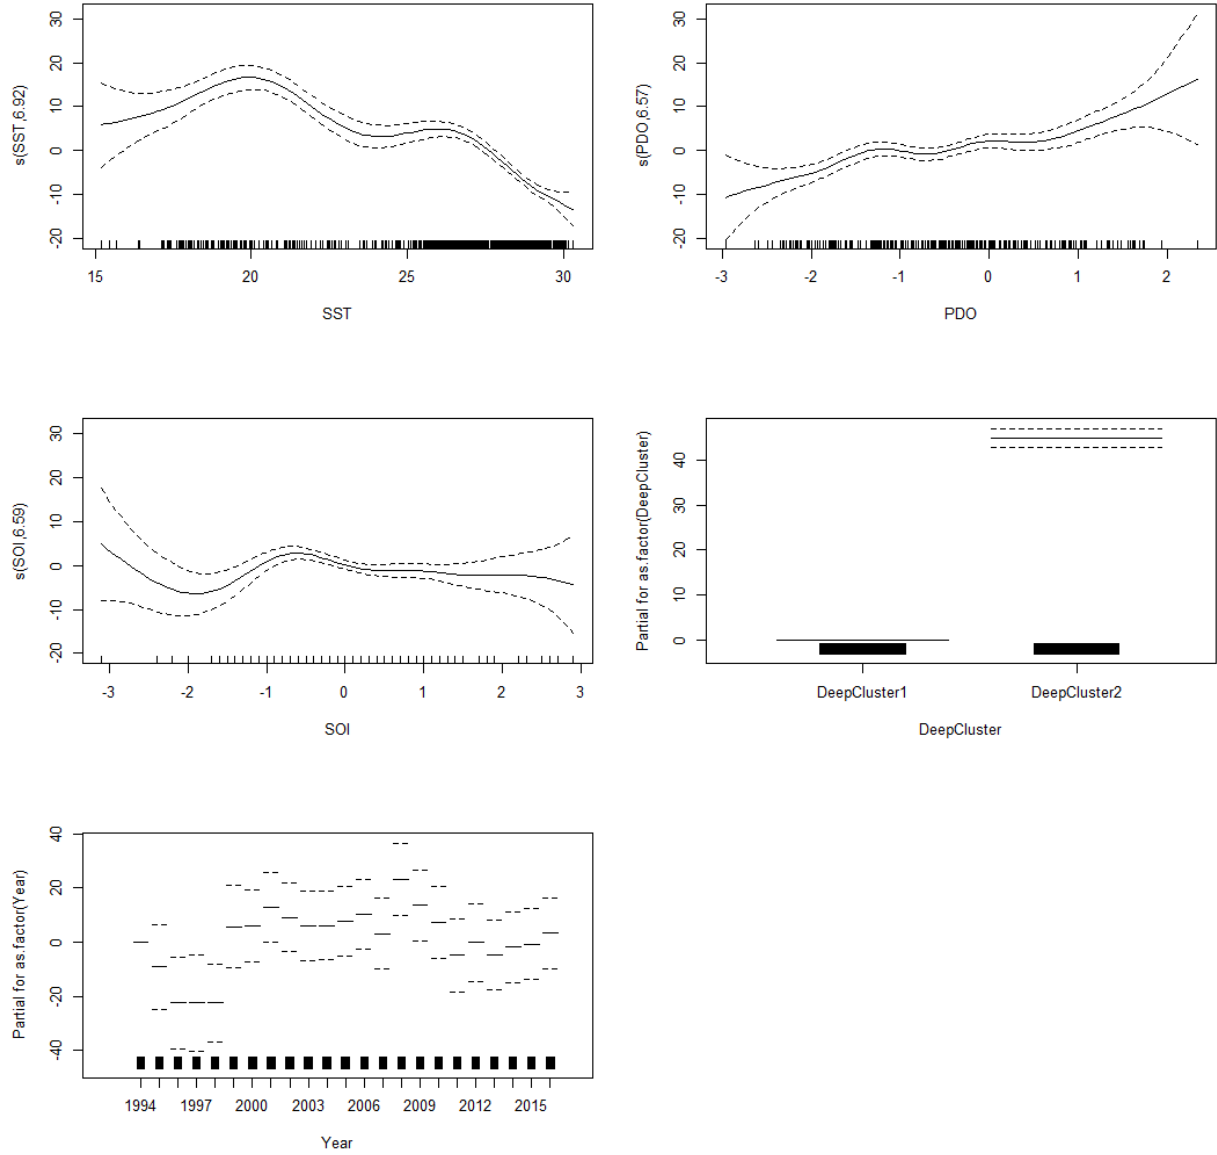 s(SST,6.92)
30
20
10
0
-10
-20
15 20 25 30
SST
s(PDO,6.57)
30
20
10
0
-10
-20
-3 -2 -1 0 1 2
PDO
s(SOI,6.59)
30
20
10
0
-10
-20
-3 -2 -1 0 1 2 3
SOI
Partial for as.factor(DeepCluster)
40
30
20
10
0
DeepCluster1 DeepCluster2
DeepCluster
Partial for as.factor(Year)
40
20
0
-20
-40
1994 1997 2000 2003 2006 2009 2012 2015
Year